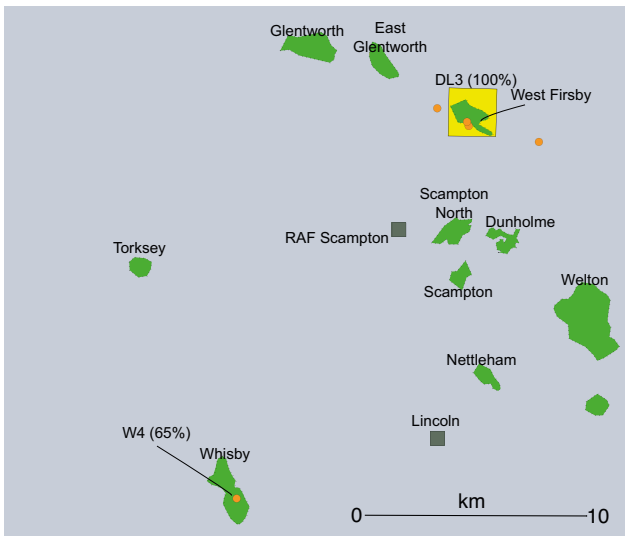 Glentworth
East
Glentworth
DL3 (100%)
West Firsby
Scampton
North
Dunholme
RAF Scampton
Torksey
Scampton
Welton
Nettleham
Lincoln
W4 (65%)
Whisby
km
0 10